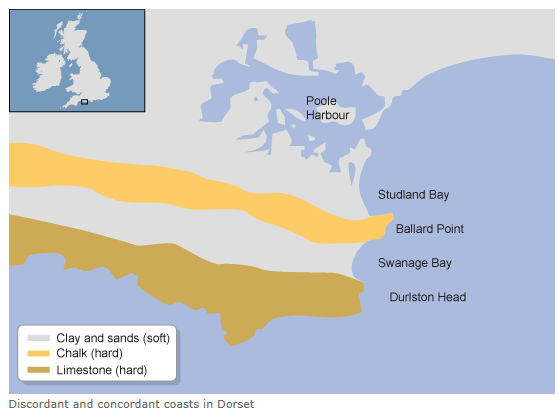 Poole
Harbour
Studland Bay
Ballard Point
Swanage Bay
Durlston Head
Clay and sands (soft)
Chalk (hard)
Limestone (hard)
Discordant and concordant coasts in Dorset